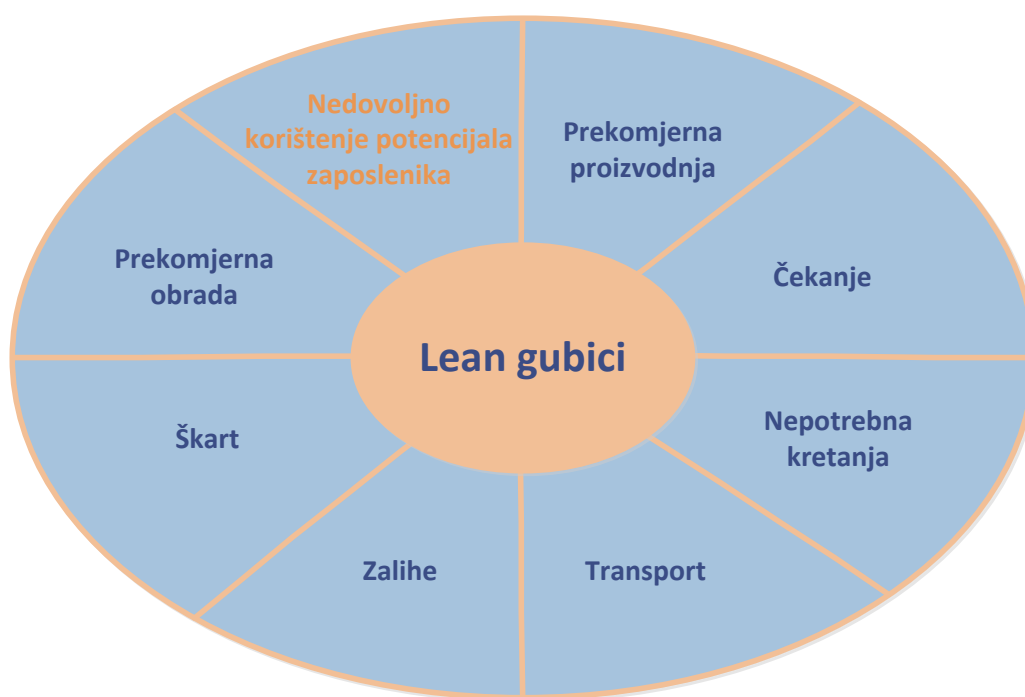 Nedovoljno
korištenje potencijala
zaposlenika
Prekomjerna
proizvodnja
Prekomjerna
obrada
Čekanje
Lean gubici
Škart
Nepotrebna
kretanja
Zalihe
Transport